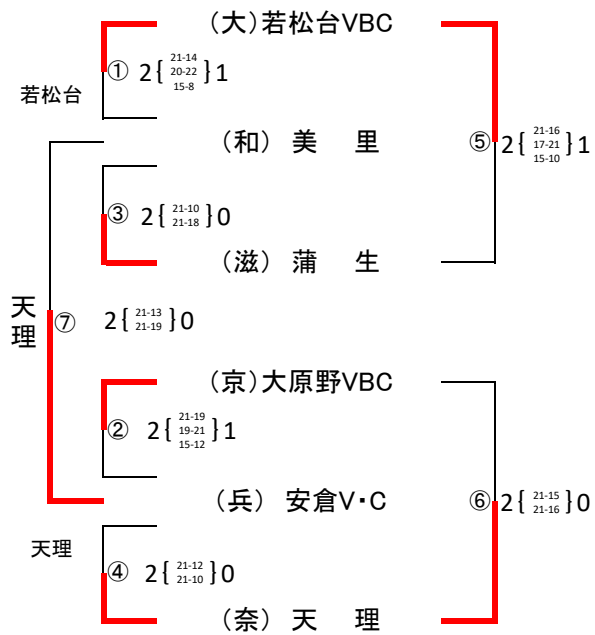 (大)若松台VBC
① 2{ 21-14 20-22 15-8 }1
若松台
(和) 美 里
⑤ 2{ 21-16 17-21 15-10 }1
③ 2{ 21-10 21-18 }0
(滋) 蒲 生
天理
⑦ 2{ 21-13 21-19 }0
(京)大原野VBC
② 2{ 21-19 19-21 15-12 }1
(兵) 安倉V・C
⑥ 2{ 21-15 21-16 }0
天理
④ 2{ 21-12 21-10 }0
(奈) 天 理